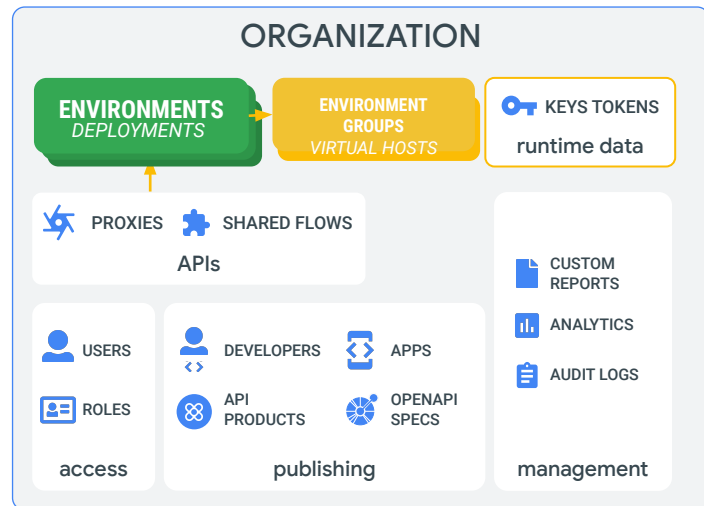 ORGANIZATION
ENVIRONMENTS
DEPLOYMENTS
ENVIRONMENT
GROUPS
VIRTUAL HOSTS
KEYS TOKENS
runtime data
PROXIES
SHARED FLOWS
APIs
USERS
ROLES
access
DEVELOPERS
APPS
API
PRODUCTS
OPENAPI
SPECS
publishing
CUSTOM
REPORTS
ANALYTICS
AUDIT LOGS
management